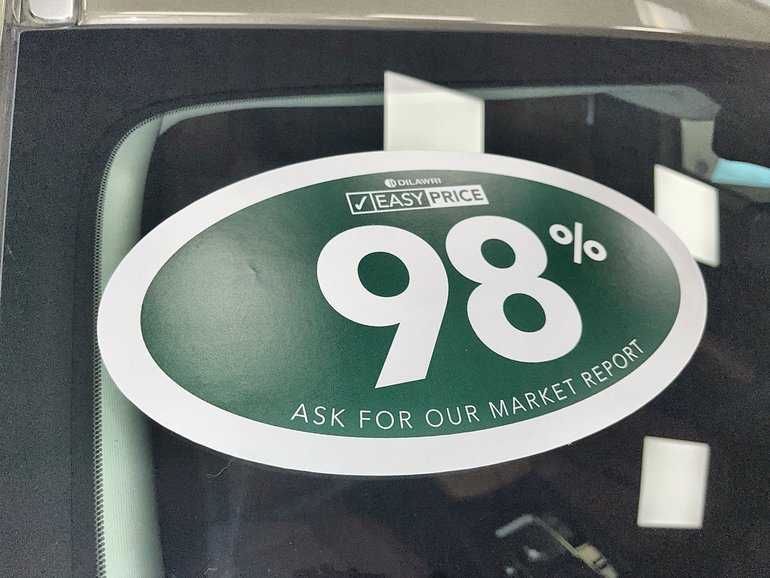 DILAWRI
✓ EASY PRICE
98%
ASK FOR OUR MARKET REPORT